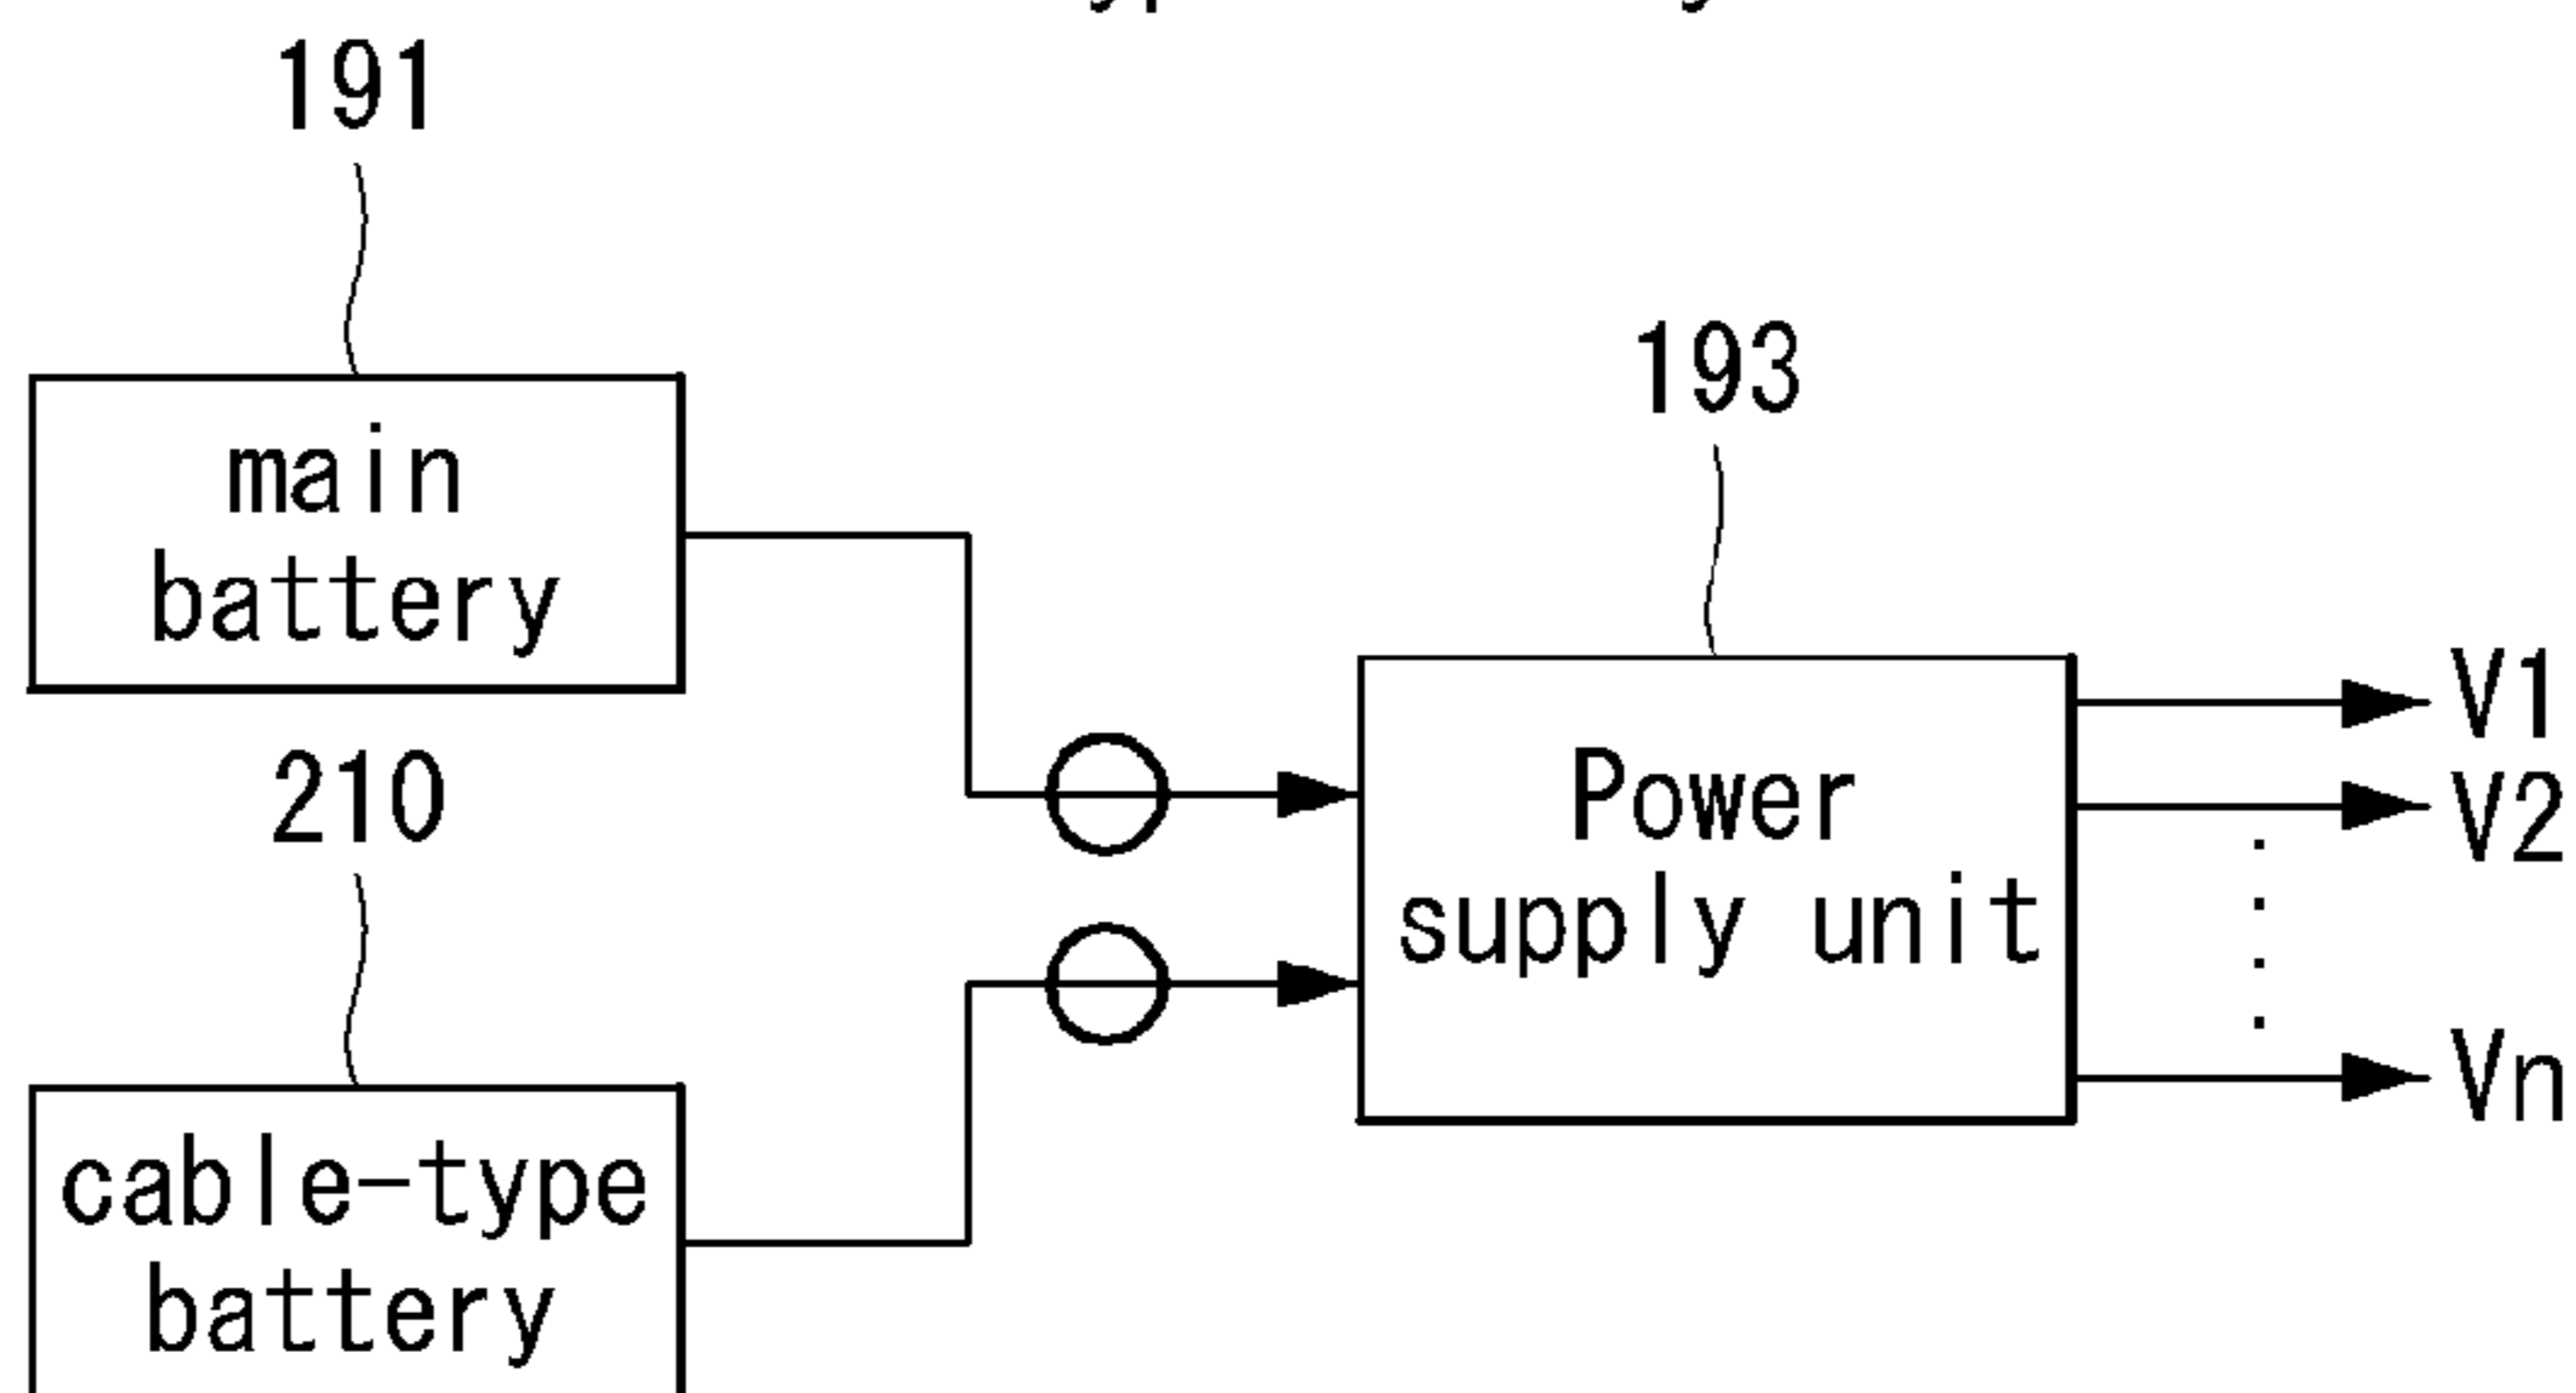 191
main
battery
193
Power
supply unit
V1
V2
Vn
210
cable-type
battery